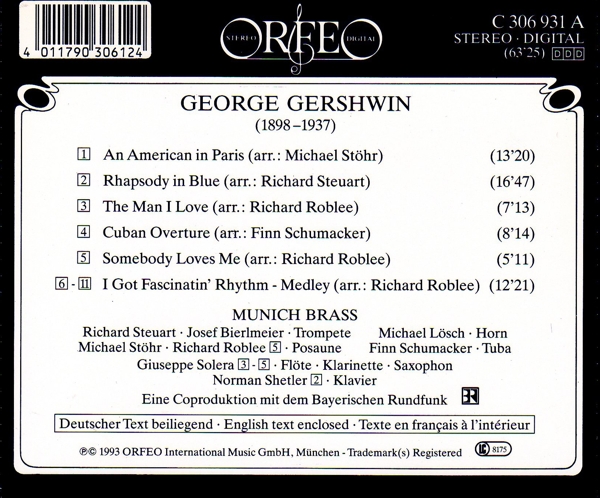 C 306 931 A
STEREO ORFEO DIGITAL
STEREO · DIGITAL
(63'25) DDD
4 011790 306124
GEORGE GERSHWIN
(1898–1937)
1 An American in Paris (arr.: Michael Stöhr) (13'20)
2 Rhapsody in Blue (arr.: Richard Steuart) (16'47)
3 The Man I Love (arr.: Richard Roblee) (7'13)
4 Cuban Overture (arr.: Finn Schumacker) (8'14)
5 Somebody Loves Me (arr.: Richard Roblee) (5'11)
6 - 11 I Got Fascinatin' Rhythm - Medley (arr.: Richard Roblee) (12'21)
MUNICH BRASS
Richard Steuart · Josef Bierlmeier · Trompete Michael Lösch · Horn
Michael Stöhr · Richard Roblee 5 · Posaune Finn Schumacker · Tuba
Giuseppe Solera 3 - 5 · Flöte · Klarinette · Saxophon
Norman Shetler 2 · Klavier
Eine Coproduktion mit dem Bayerischen Rundfunk BR
Deutscher Text beiliegend · English text enclosed · Texte en français à l'intérieur
℗© 1993 ORFEO International Music GmbH, München - Trademark(s) Registered LC 8175